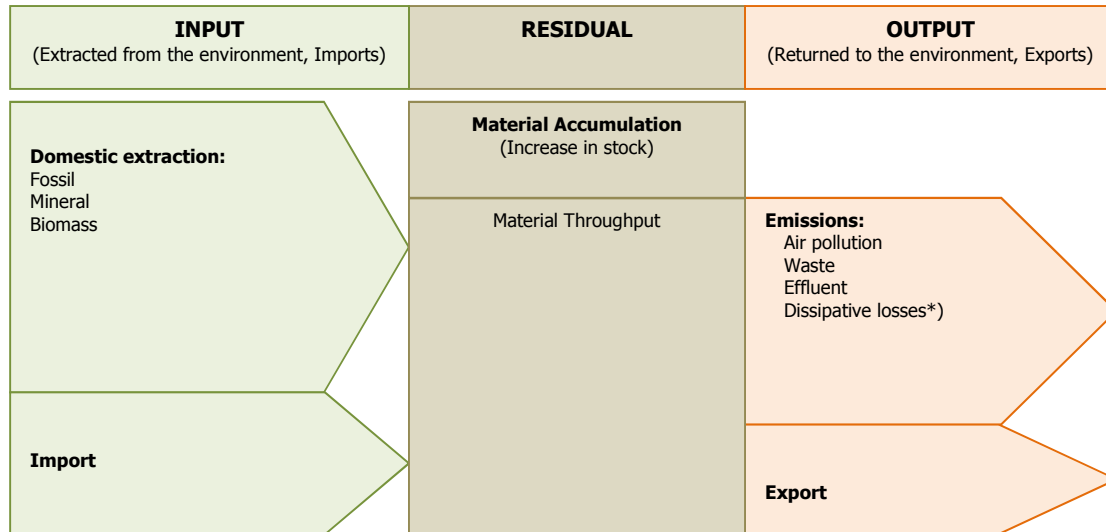 INPUT
(Extracted from the environment, Imports)
RESIDUAL
OUTPUT
(Returned to the environment, Exports)
Domestic extraction:
Fossil
Mineral
Biomass
Import
Material Accumulation
(Increase in stock)
Material Throughput
Emissions:
Air pollution
Waste
Effluent
Dissipative losses*)
Export